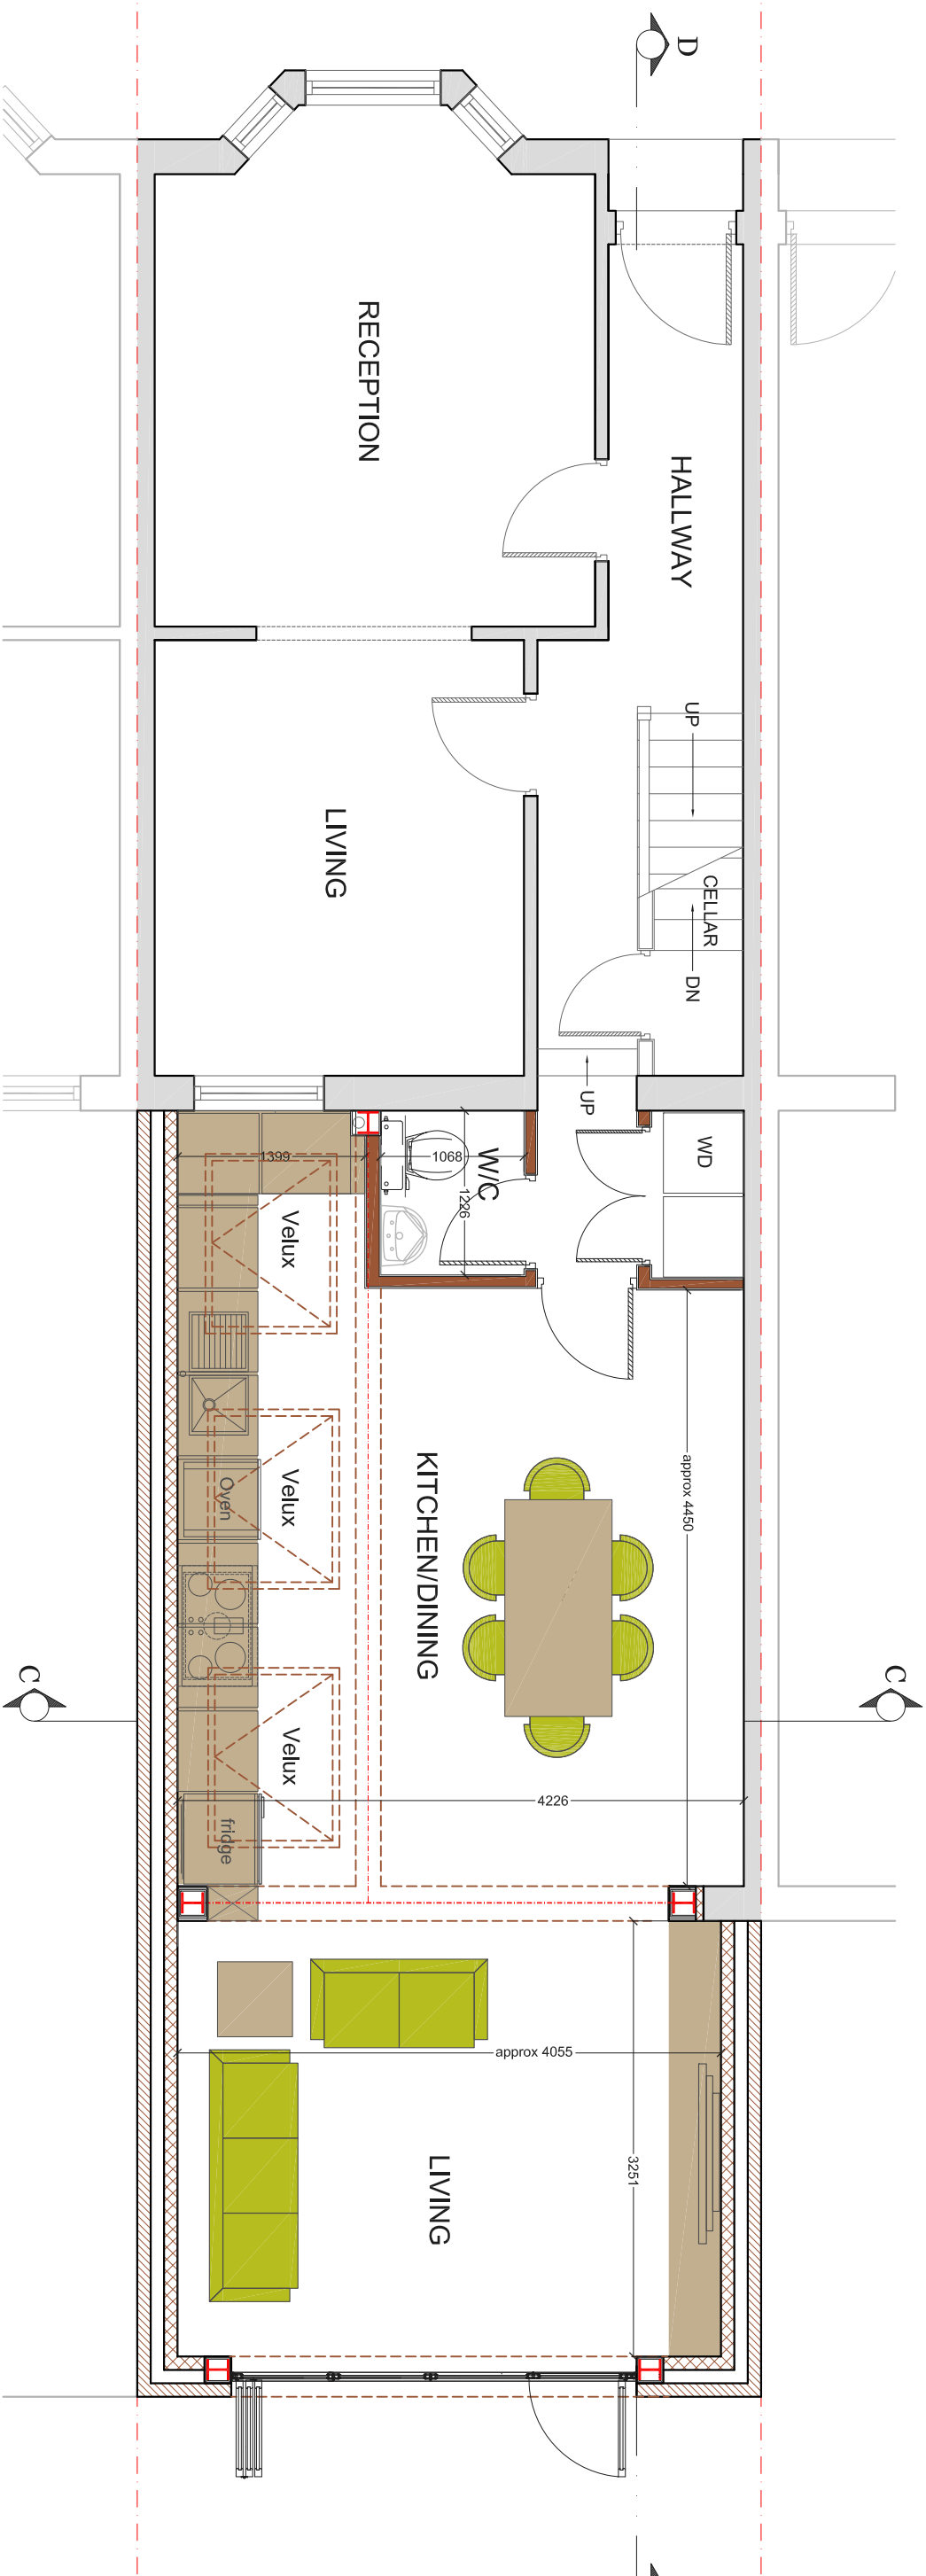 D
RECEPTION
HALLWAY
UP
LIVING
CELLAR
DN
UP
WD
W/C
1399
1068
1226
Velux
approx 4450
KITCHEN/DINING
Velux
Oven
C
C
Velux
4226
fridge
approx 4055
3251
LIVING